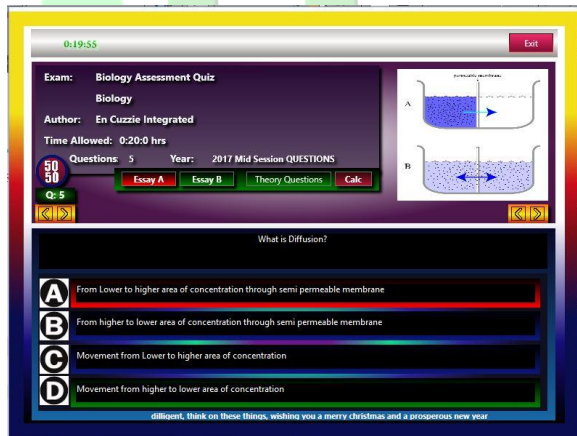 0:19:55
Exit
Exam: Biology Assessment Quiz
Biology
Author: En Cuzzie Integrated
Time Allowed: 0:20:0 hrs
Questions: 5 Year: 2017 Mid Session QUESTIONS
50
50
Essay A Essay B Theory Questions Calc
Q: 5
permeable membrane
A
B
What is Diffusion?
A From Lower to higher area of concentration through semi permeable membrane
B From higher to lower area of concentration through semi permeable membrane
C Movement from Lower to higher area of concentration
D Movement from higher to lower area of concentration
dilligent, think on these things, wishing you a merry christmas and a prosperous new year